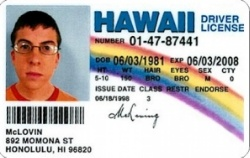 HAWAII DRIVER LICENSE
NUMBER 01-47-87441
DOB 06/03/1981 EXP 06/03/2008
HT WT HAIR EYES SEX CTY
5-10 150 BRO BRO M 0
ISSUE DATE CLASS RESTR ENDORSE
06/18/1998 3
McLovin
McLOVIN
892 MOMONA ST
HONOLULU, HI 96820